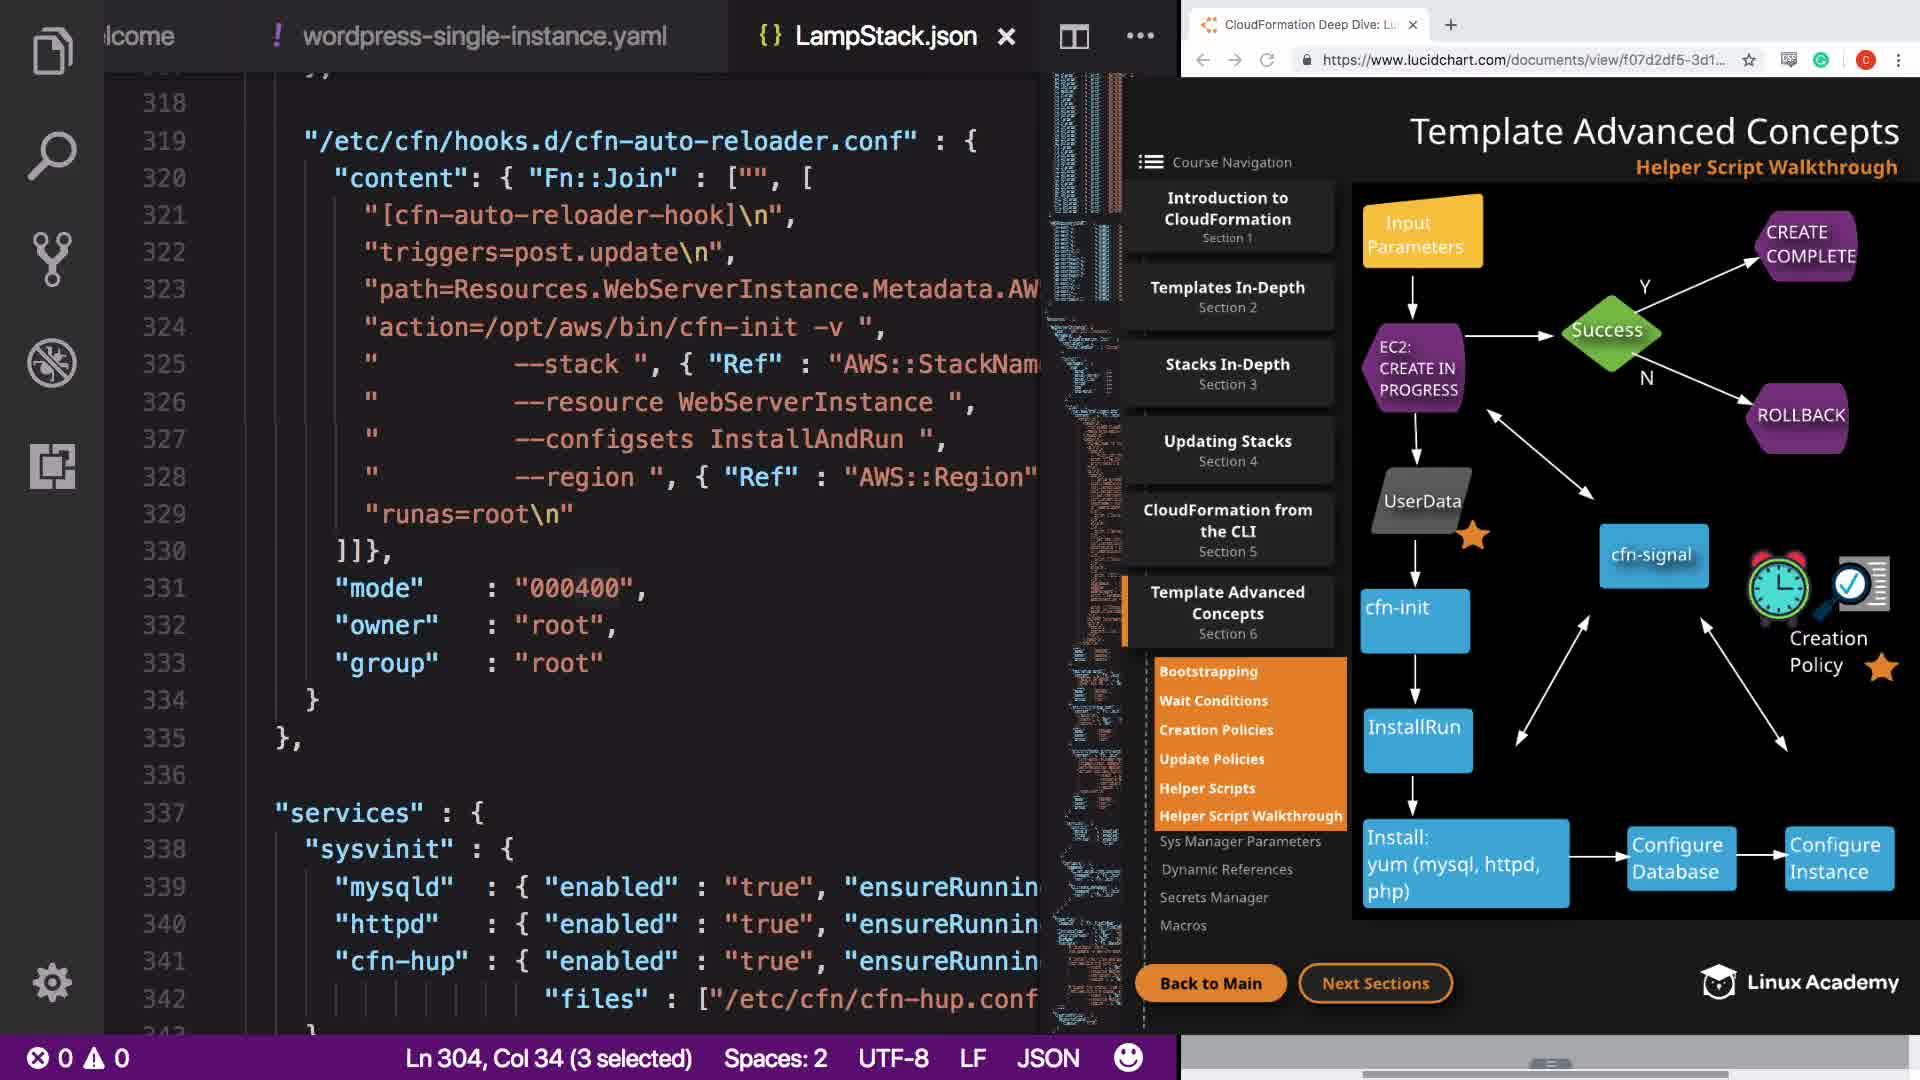 lcome
! wordpress-single-instance.yaml
{} LampStack.json ×
318
319 "/etc/cfn/hooks.d/cfn-auto-reloader.conf" : {
320 "content": { "Fn::Join" : ["", [
321 "[cfn-auto-reloader-hook]\n",
322 "triggers=post.update\n",
323 "path=Resources.WebServerInstance.Metadata.AW
324 "action=/opt/aws/bin/cfn-init -v ",
325 "         --stack ", { "Ref" : "AWS::StackNam
326 "         --resource WebServerInstance ",
327 "         --configsets InstallAndRun ",
328 "         --region ", { "Ref" : "AWS::Region"
329 "runas=root\n"
330 ]]},
331 "mode"    : "000400",
332 "owner"   : "root",
333 "group"   : "root"
334 }
335 },
336
337 "services" : {
338 "sysvinit" : {
339 "mysqld"  : { "enabled" : "true", "ensureRunnin
340 "httpd"   : { "enabled" : "true", "ensureRunnin
341 "cfn-hup" : { "enabled" : "true", "ensureRunnin
342 "files" : ["/etc/cfn/cfn-hup.conf
0 0
Ln 304, Col 34 (3 selected)
Spaces: 2
UTF-8
LF
JSON
CloudFormation Deep Dive: Lu
https://www.lucidchart.com/documents/view/f07d2df5-3d1...
C
Template Advanced Concepts
Helper Script Walkthrough
Course Navigation
Introduction to
CloudFormation
Section 1
Templates In-Depth
Section 2
Stacks In-Depth
Section 3
Updating Stacks
Section 4
CloudFormation from
the CLI
Section 5
Template Advanced
Concepts
Section 6
Bootstrapping
Wait Conditions
Creation Policies
Update Policies
Helper Scripts
Helper Script Walkthrough
Sys Manager Parameters
Dynamic References
Secrets Manager
Macros
Back to Main
Next Sections
Input
Parameters
EC2:
CREATE IN
PROGRESS
Success
Y
N
CREATE
COMPLETE
ROLLBACK
UserData
cfn-signal
cfn-init
Creation
Policy
InstallRun
Install:
yum (mysql, httpd,
php)
Configure
Database
Configure
Instance
Linux Academy